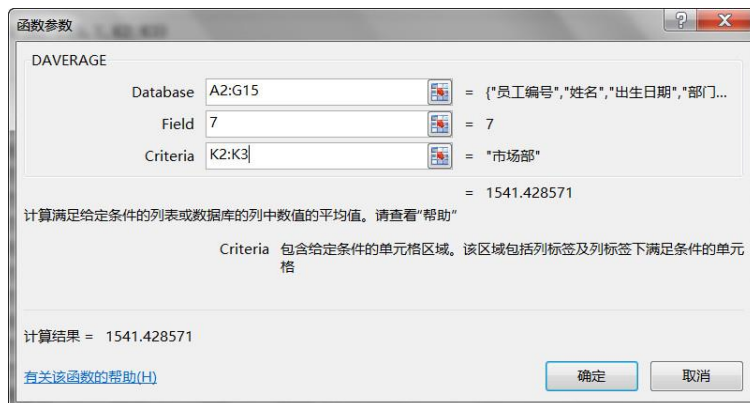 函数参数
DAVERAGE
Database A2:G15 = {"员工编号","姓名","出生日期","部门...
Field 7 = 7
Criteria K2:K3 = "市场部"
= 1541.428571
计算满足给定条件的列表或数据库的列中数值的平均值。请查看"帮助"
Criteria 包含给定条件的单元格区域。该区域包括列标签及列标签下满足条件的单元
格
计算结果 = 1541.428571
有关该函数的帮助(H)
确定 取消